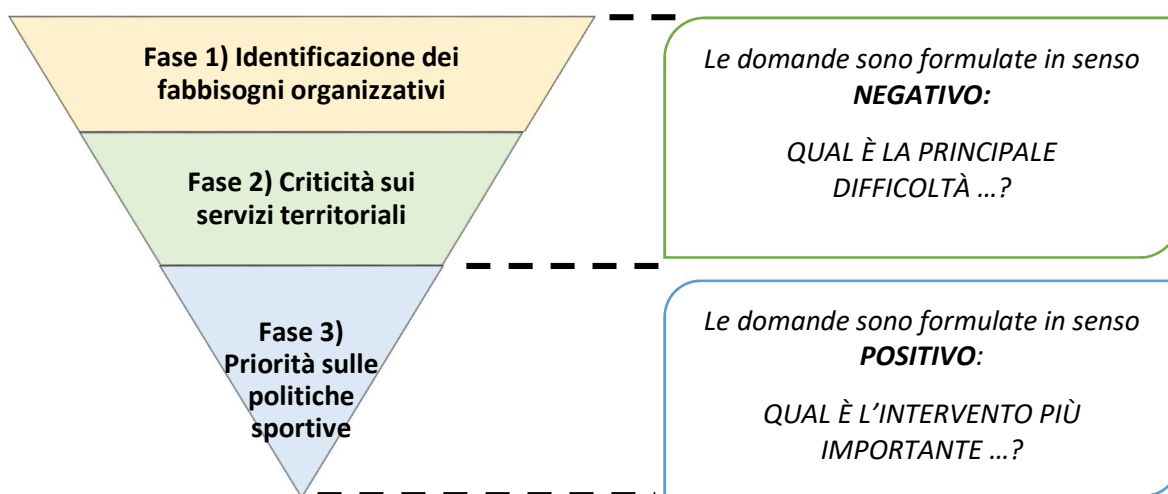 Fase 1) Identificazione dei
fabbisogni organizzativi
Fase 2) Criticità sui
servizi territoriali
Fase 3)
Priorità sulle
politiche
sportive
Le domande sono formulate in senso
NEGATIVO:
QUAL È LA PRINCIPALE
DIFFICOLTÀ …?
Le domande sono formulate in senso
POSITIVO:
QUAL È L’INTERVENTO PIÙ
IMPORTANTE …?